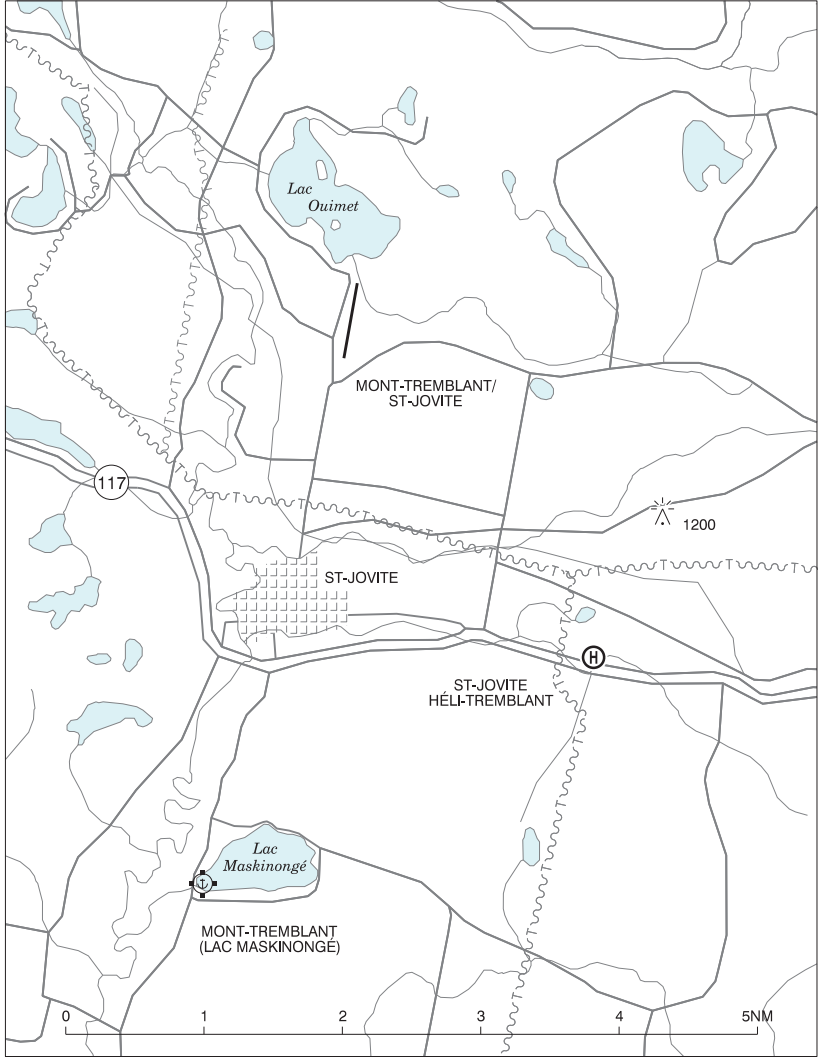 Lac
Ouimet
MONT-TREMBLANT/
ST-JOVITE
117
1200
ST-JOVITE
H
ST-JOVITE
HÉLI-TREMBLANT
Lac
Maskinongé
MONT-TREMBLANT
(LAC MASKINONGÉ)
0 1 2 3 4 5NM